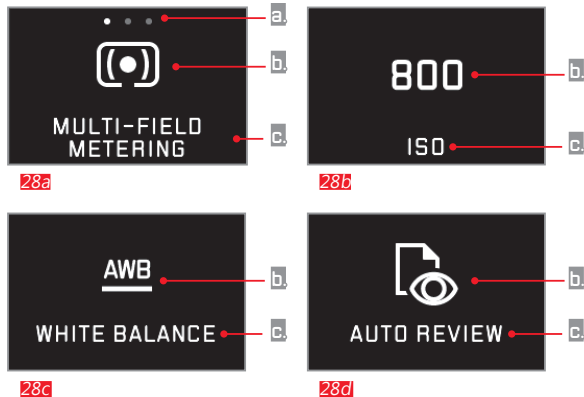 a.
b.
MULTI-FIELD
METERING
c.
28a
800
b.
ISO
c.
28b
AWB
b.
WHITE BALANCE
c.
28c
b.
AUTO REVIEW
c.
28d